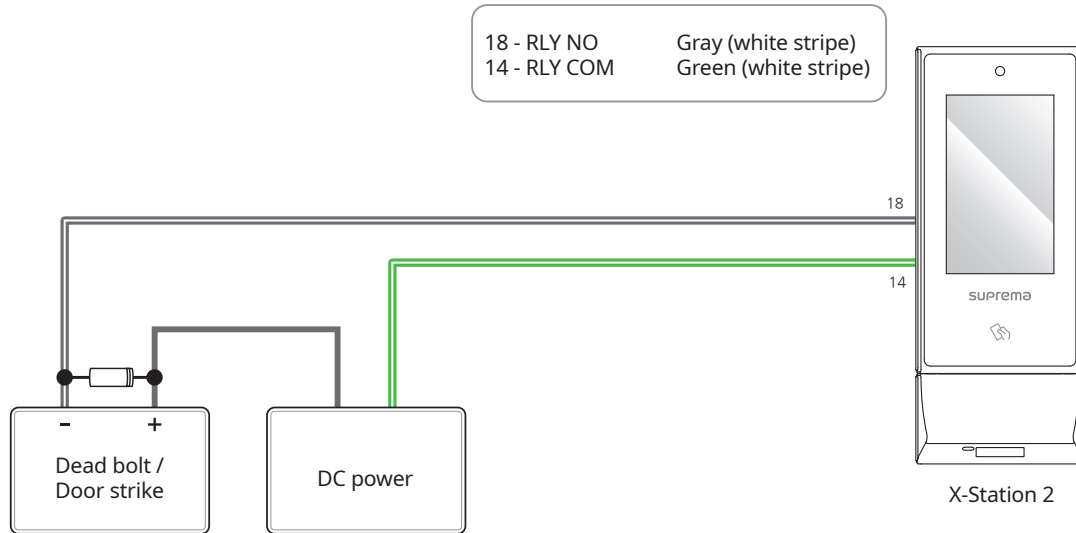 18 - RLY NO Gray (white stripe)
14 - RLY COM Green (white stripe)
18
14
suprema
- +
Dead bolt /
Door strike
DC power
X-Station 2